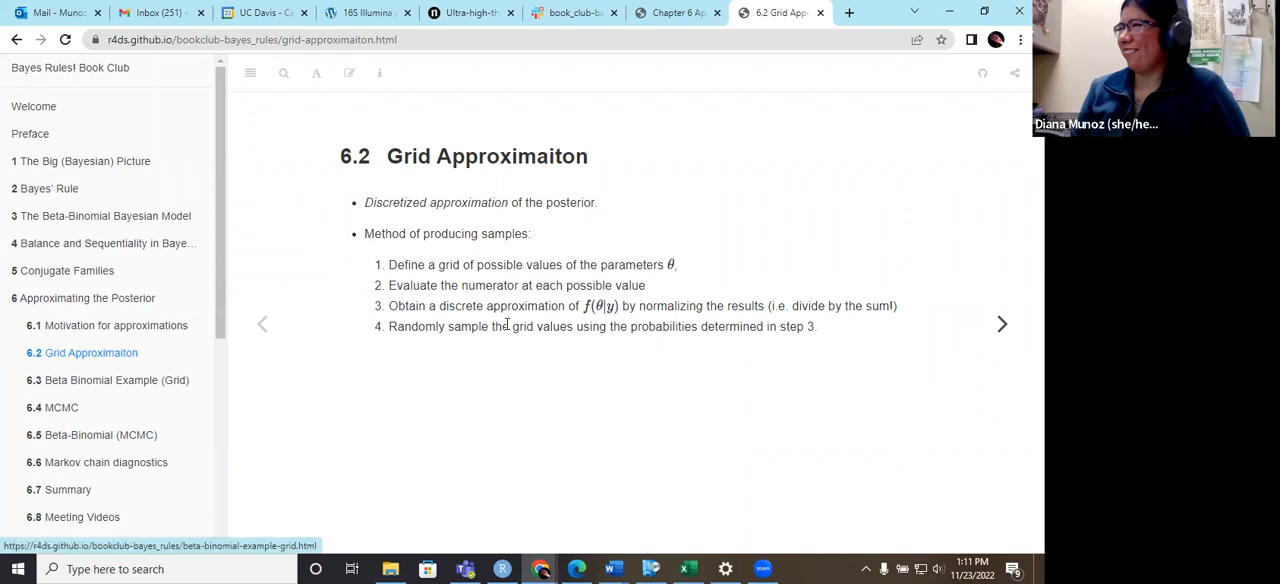 Mail - Munoz
Inbox (251) -
UC Davis - Ca
16S Illumina
Ultra-high-th
book_club-ba
Chapter 6 Ap
6.2 Grid Appr
r4ds.github.io/bookclub-bayes_rules/grid-approximaiton.html
Bayes Rules! Book Club
Welcome
Preface
1 The Big (Bayesian) Picture
2 Bayes' Rule
3 The Beta-Binomial Bayesian Model
4 Balance and Sequentiality in Baye...
5 Conjugate Families
6 Approximating the Posterior
6.1 Motivation for approximations
6.2 Grid Approximaiton
6.3 Beta Binomial Example (Grid)
6.4 MCMC
6.5 Beta-Binomial (MCMC)
6.6 Markov chain diagnostics
6.7 Summary
6.8 Meeting Videos
https://r4ds.github.io/bookclub-bayes_rules/beta-binomial-example-grid.html
6.2 Grid Approximaiton
• Discretized approximation of the posterior.
• Method of producing samples:
1. Define a grid of possible values of the parameters θ,
2. Evaluate the numerator at each possible value
3. Obtain a discrete approximation of f(θ|y) by normalizing the results (i.e. divide by the sum!)
4. Randomly sample the grid values using the probabilities determined in step 3.
Diana Munoz (she/he...
Type here to search
1:11 PM
11/23/2022